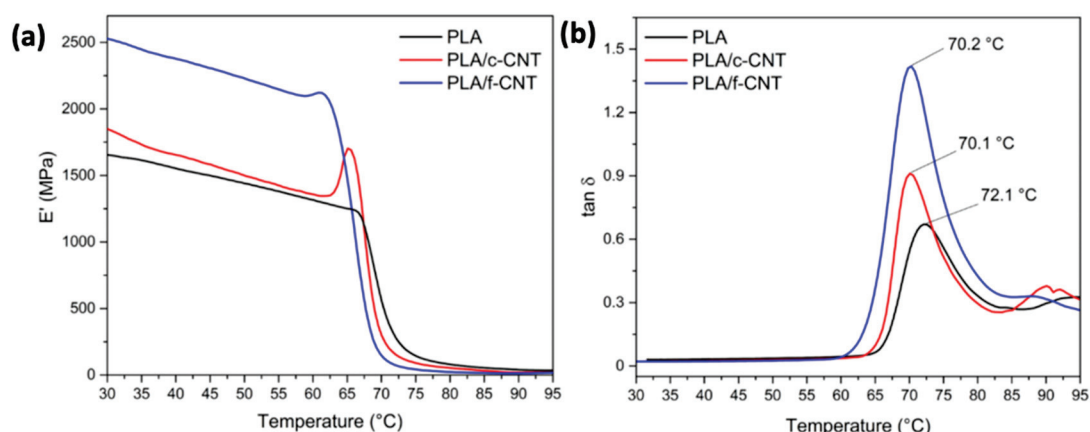 (a)
PLA
PLA/c-CNT
PLA/f-CNT
2500
2000
1500
1000
500
0
E' (MPa)
30 35 40 45 50 55 60 65 70 75 80 85 90 95
Temperature (°C)
(b)
PLA
PLA/c-CNT
PLA/f-CNT
70.2 °C
70.1 °C
72.1 °C
1.5
1.2
0.9
0.6
0.3
0
tan δ
30 35 40 45 50 55 60 65 70 75 80 85 90 95
Temperature (°C)